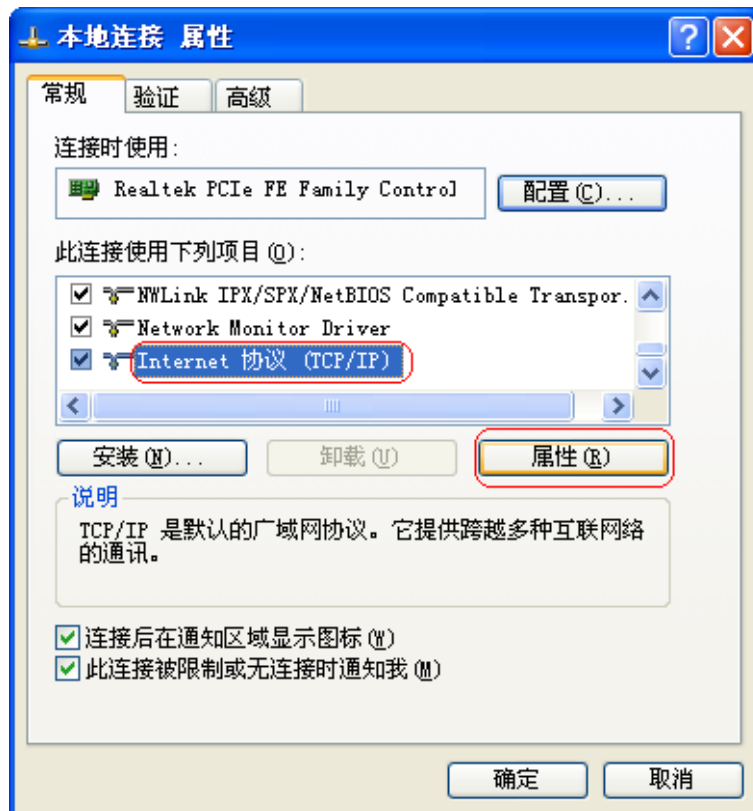 本地连接 属性
常规
验证
高级
连接时使用:
Realtek PCIe FE Family Control
配置(C)...
此连接使用下列项目(O):
NWLink IPX/SPX/NetBIOS Compatible Transpor.
Network Monitor Driver
Internet 协议 (TCP/IP)
安装(N)...
卸载(U)
属性(R)
说明
TCP/IP 是默认的广域网协议。它提供跨越多种互联网络
的通讯。
连接后在通知区域显示图标(W)
此连接被限制或无连接时通知我(M)
确定
取消